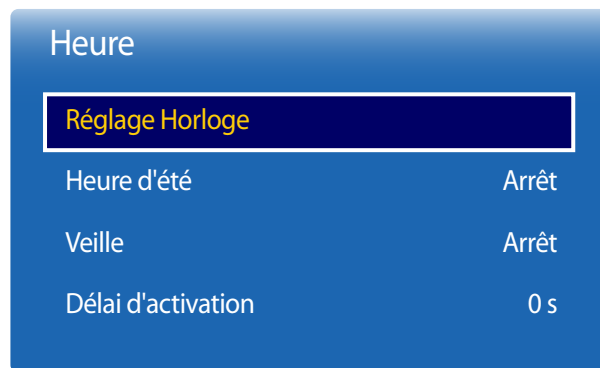 Heure
Réglage Horloge
Heure d'été Arrêt
Veille Arrêt
Délai d'activation 0 s